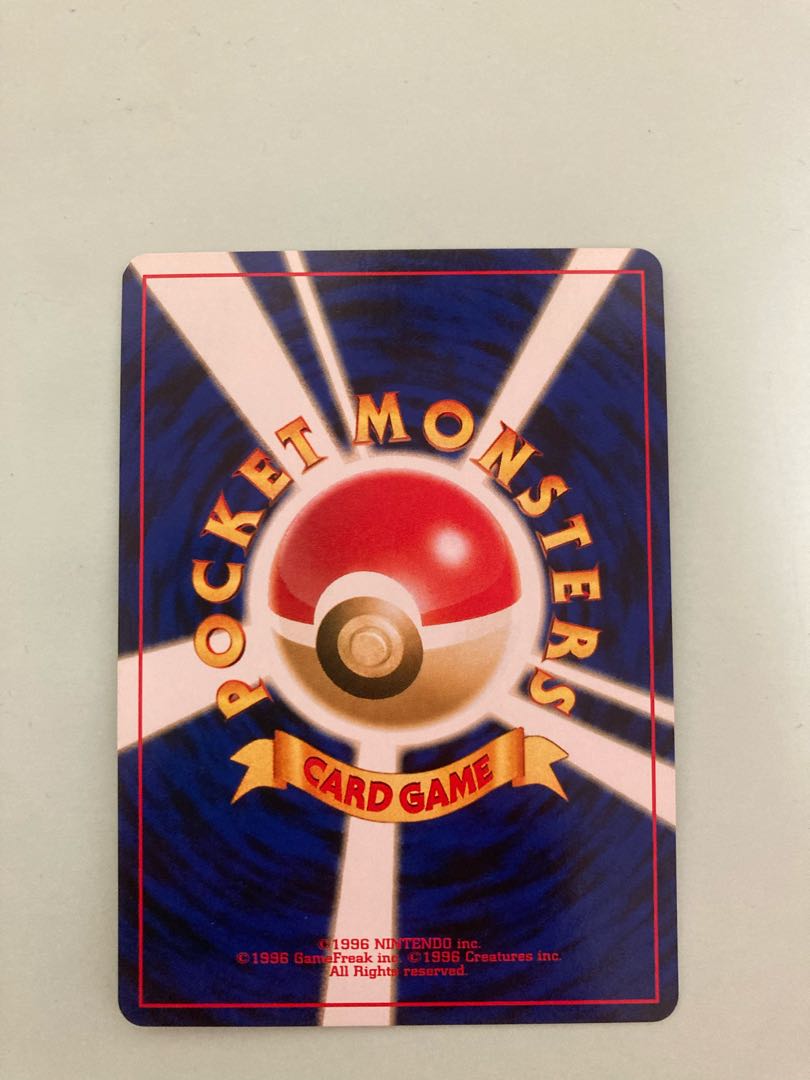 POCKET MONSTERS
CARD GAME
©1996 NINTENDO inc.
©1996 GameFreak inc. ©1996 Creatures inc.
All Rights reserved.